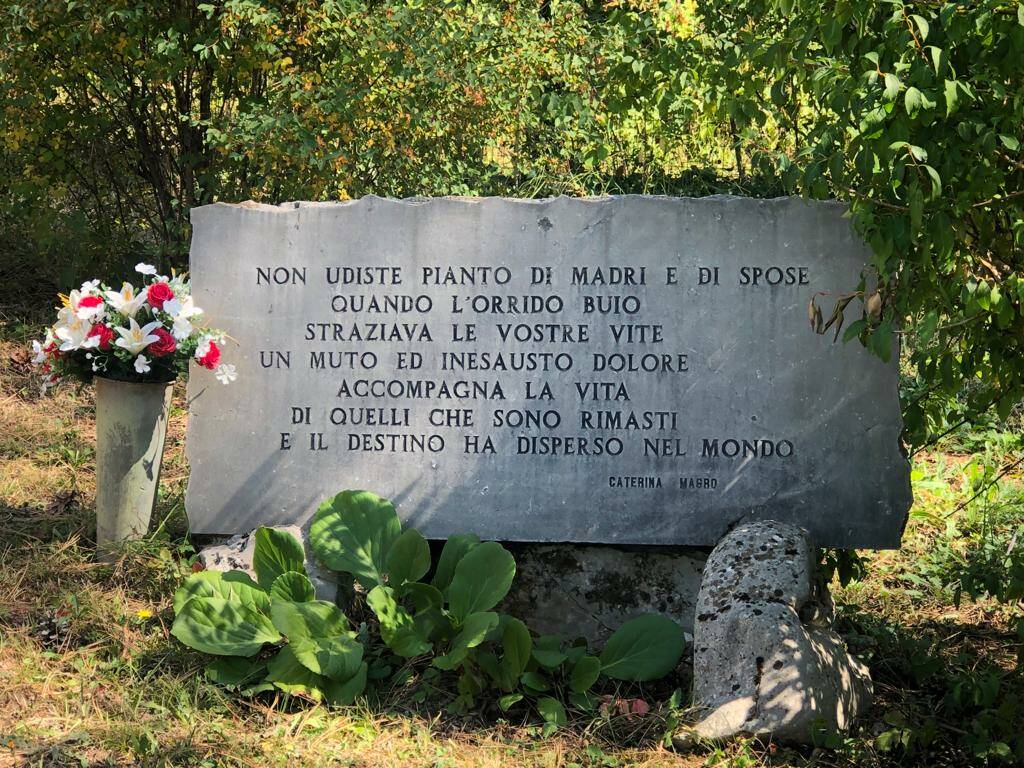 NON UDISTE PIANTO DI MADRI E DI SPOSE
QUANDO L'ORRIDO BUIO
STRAZIAVA LE VOSTRE VITE
UN MUTO ED INESAUSTO DOLORE
ACCOMPAGNA LA VITA
DI QUELLI CHE SONO RIMASTI
E IL DESTINO HA DISPERSO NEL MONDO
CATERINA MAGRO